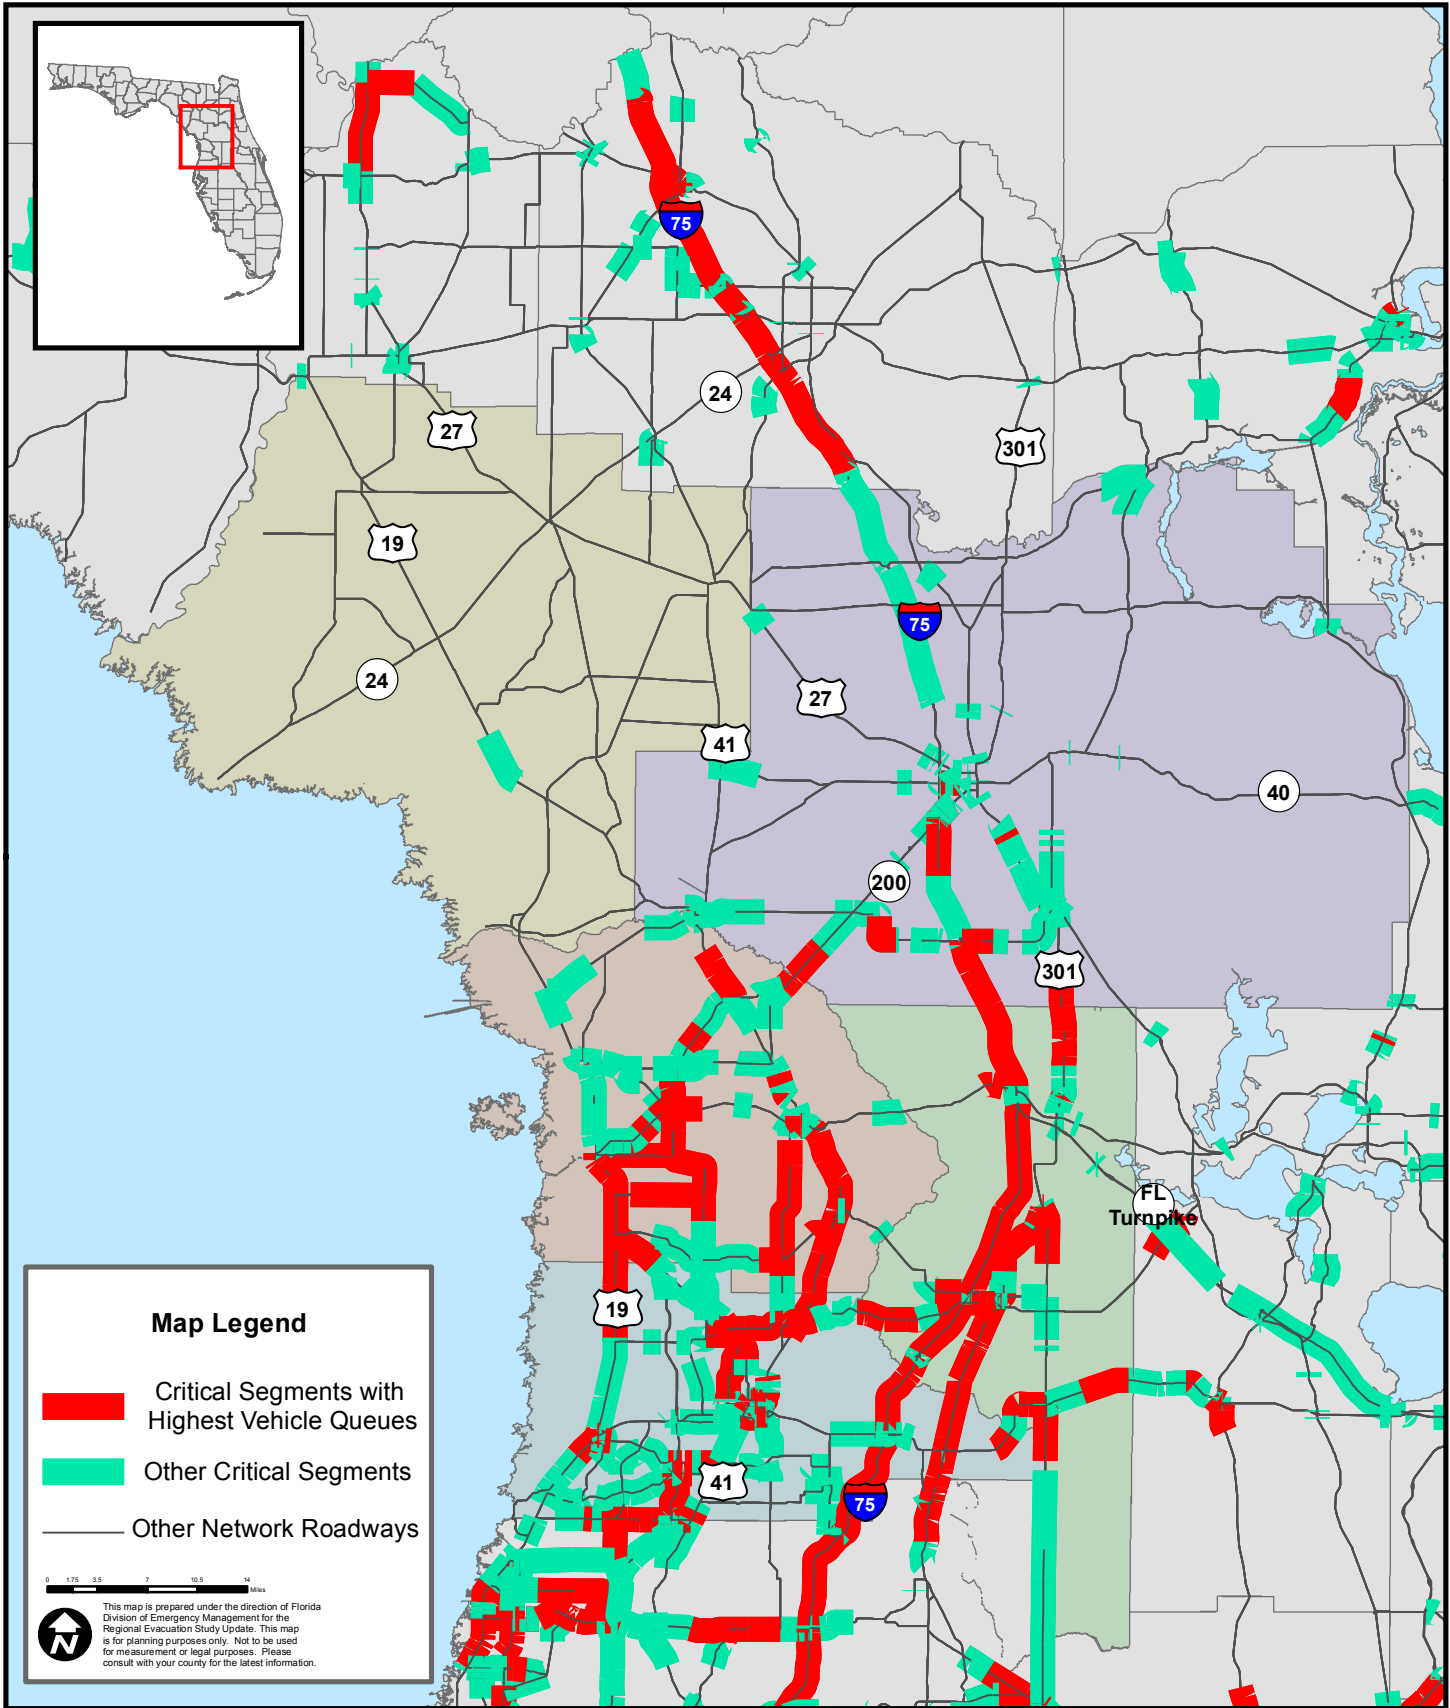 75
24
27
301
19
75
24
27
41
40
200
301
FL
Turnpike
19
41
75
Map Legend
Critical Segments with
Highest Vehicle Queues
Other Critical Segments
Other Network Roadways
0 1.75 3.5 7 10.5 14
Miles
N
This map is prepared under the direction of Florida
Division of Emergency Management for the
Regional Evacuation Study Update. This map
is for planning purposes only. Not to be used
for measurement or legal purposes. Please
consult with your county for the latest information.